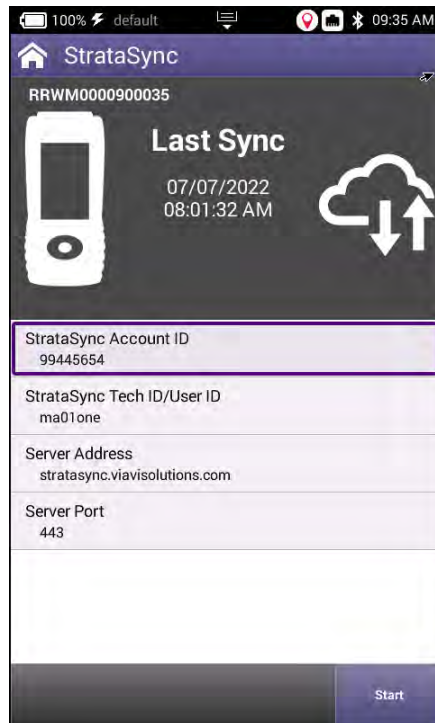 100% default 09:35 AM
StrataSync
RRWM0000900035
Last Sync
07/07/2022
08:01:32 AM
StrataSync Account ID
99445654
StrataSync Tech ID/User ID
ma01one
Server Address
stratasync.viavisolutions.com
Server Port
443
Start